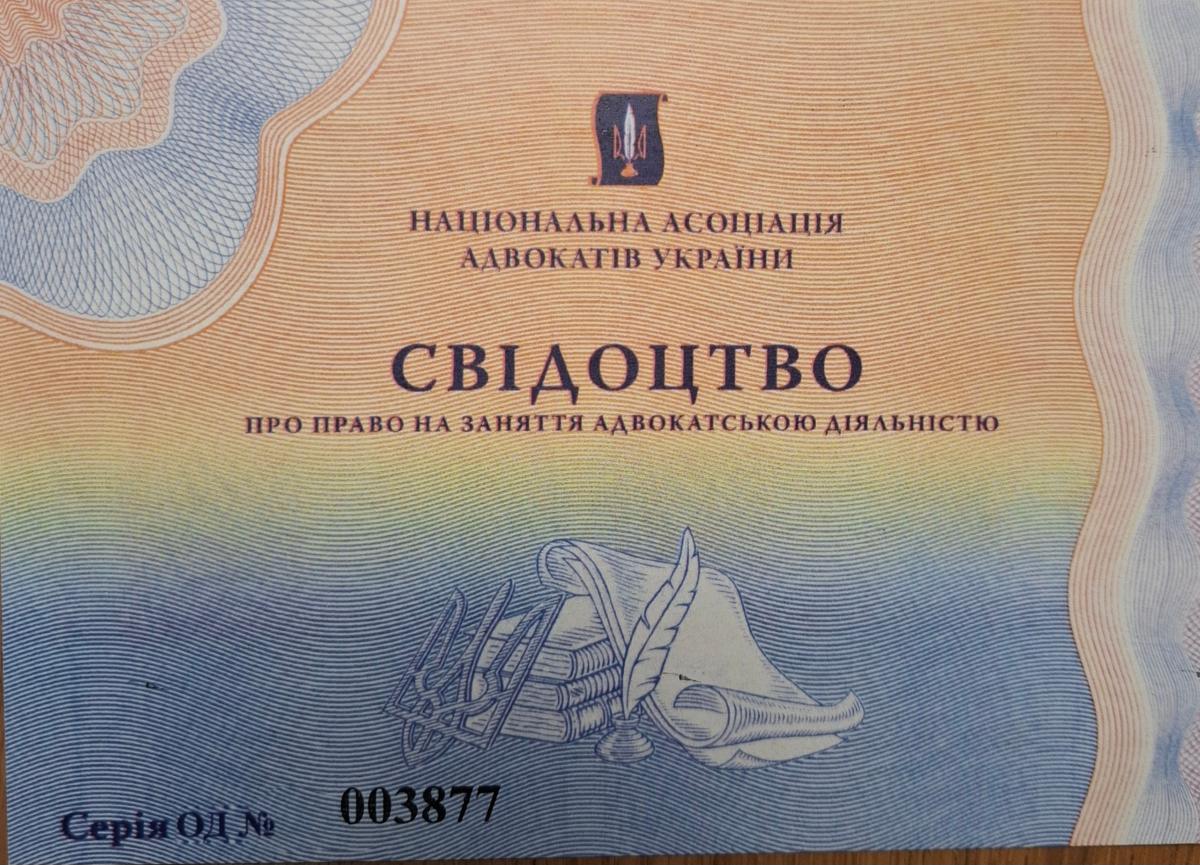 НАЦІОНАЛЬНА АСОЦІАЦІЯ
АДВОКАТІВ УКРАЇНИ
СВІДОЦТВО
ПРО ПРАВО НА ЗАНЯТТЯ АДВОКАТСЬКОЮ ДІЯЛЬНІСТЮ
Серія ОД № 003877